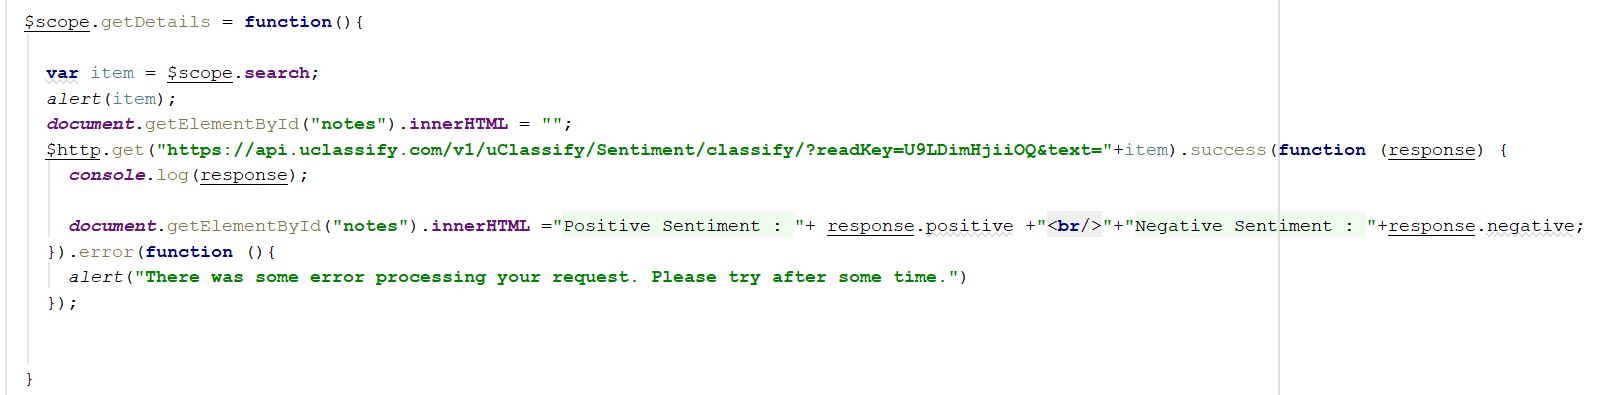 $scope.getDetails = function(){
var item = $scope.search;
alert(item);
document.getElementById("notes").innerHTML = "";
$http.get("https://api.uclassify.com/v1/uClassify/Sentiment/classify/?readKey=U9LDimHjiiOQ&text="+item).success(function (response) {
console.log(response);
document.getElementById("notes").innerHTML ="Positive Sentiment : "+ response.positive +"<br/>"+"Negative Sentiment : "+response.negative;
}).error(function (){
alert("There was some error processing your request. Please try after some time.")
});
}